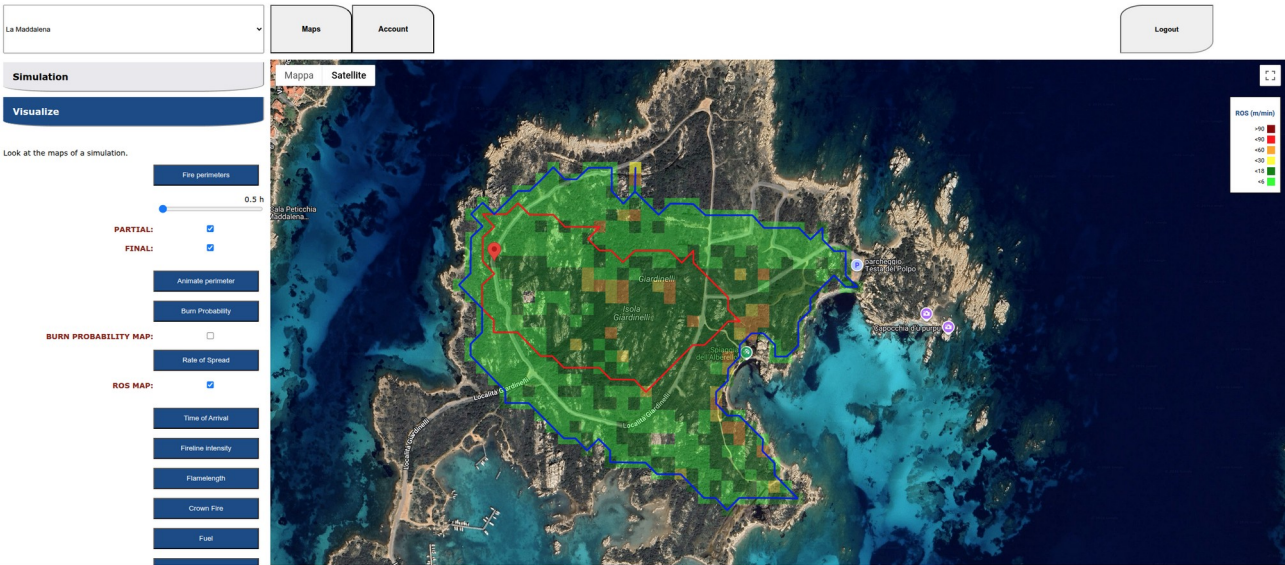 La Maddalena
Maps
Account
Logout
Simulation
Visualize
Look at the maps of a simulation.
Fire perimeters
0.5 h
PARTIAL:
FINAL:
Animate perimeter
Burn Probability
BURN PROBABILITY MAP:
Rate of Spread
ROS MAP:
Time of Arrival
Fireline intensity
Flamelength
Crown Fire
Fuel
Mappa
Satellite
ROS (m/min)
>90
<90
<60
<30
<18
<6
Cala Peticchia
Maddalena...
P
parcheggio
Testa del Polpo
Giardinelli
Isola
Giardinelli
Capocchia d'u purpu
Spiaggia
dell'Alberello
Località Giardinelli
Località Giardinelli
Località Giardinelli